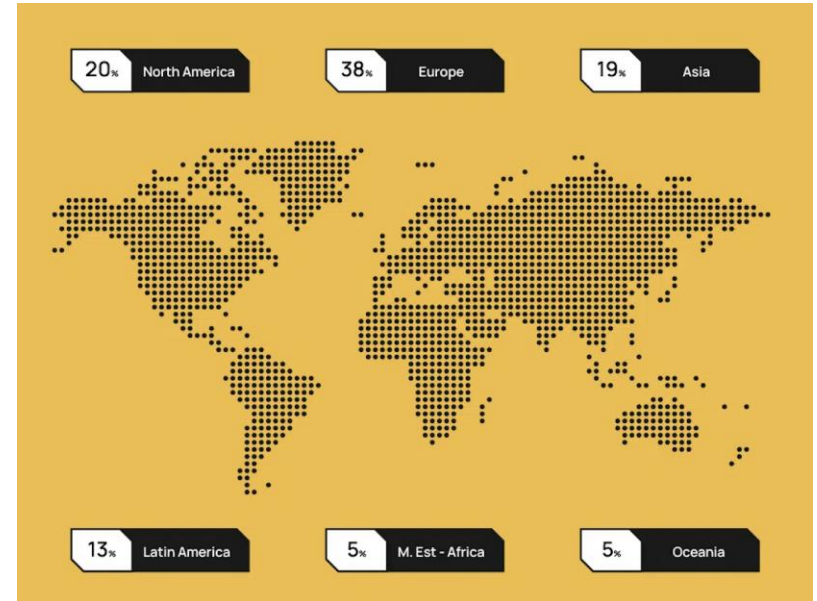 20% North America
38% Europe
19% Asia
13% Latin America
5% M. Est - Africa
5% Oceania